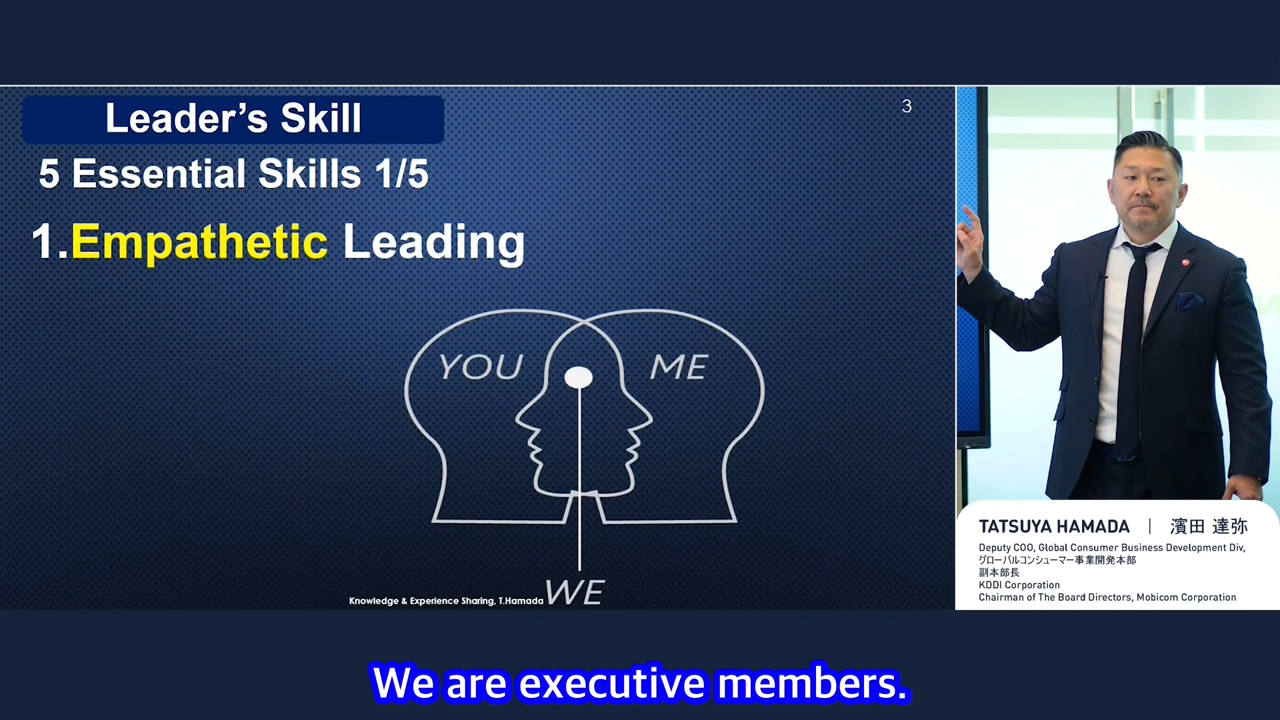 Leader's Skill
3
5 Essential Skills 1/5
1.Empathetic Leading
YOU
ME
WE
Knowledge & Experience Sharing, T.Hamada
TATSUYA HAMADA | 濱田 達弥
Deputy COO, Global Consumer Business Development Div,
グローバルコンシューマー事業開発本部
副本部長
KDDI Corporation
Chairman of The Board Directors, Mobicom Corporation
We are executive members.